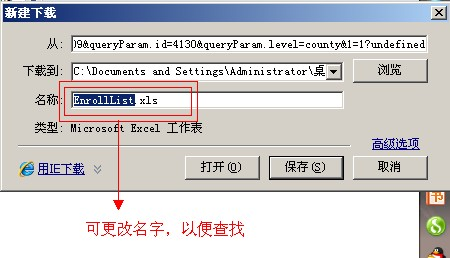 新建下载
从: )9&queryParam.id=4130&queryParam.level=county&1=1?undefined
下载到: C:\Documents and Settings\Administrator\桌
浏览
名称: EnrollList.xls
类型: Microsoft Excel 工作表
高级选项
用IE下载
打开(O)
保存(S)
取消
可更改名字，以便查找
书